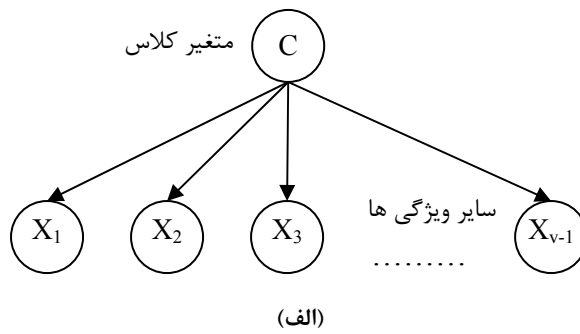 متغیر کلاس
C
X1
X2
X3
سایر ویژگی ها
.........
Xv-1
(الف)